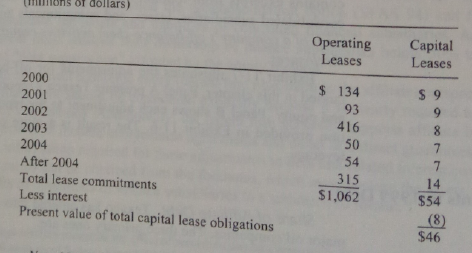 (millions of dollars)
Operating Leases Capital Leases
2000 $ 134 $ 9
2001 93 9
2002 416 8
2003 50 7
2004 54 7
After 2004 315 14
Total lease commitments $1,062 $54
Less interest (8)
Present value of total capital lease obligations $46